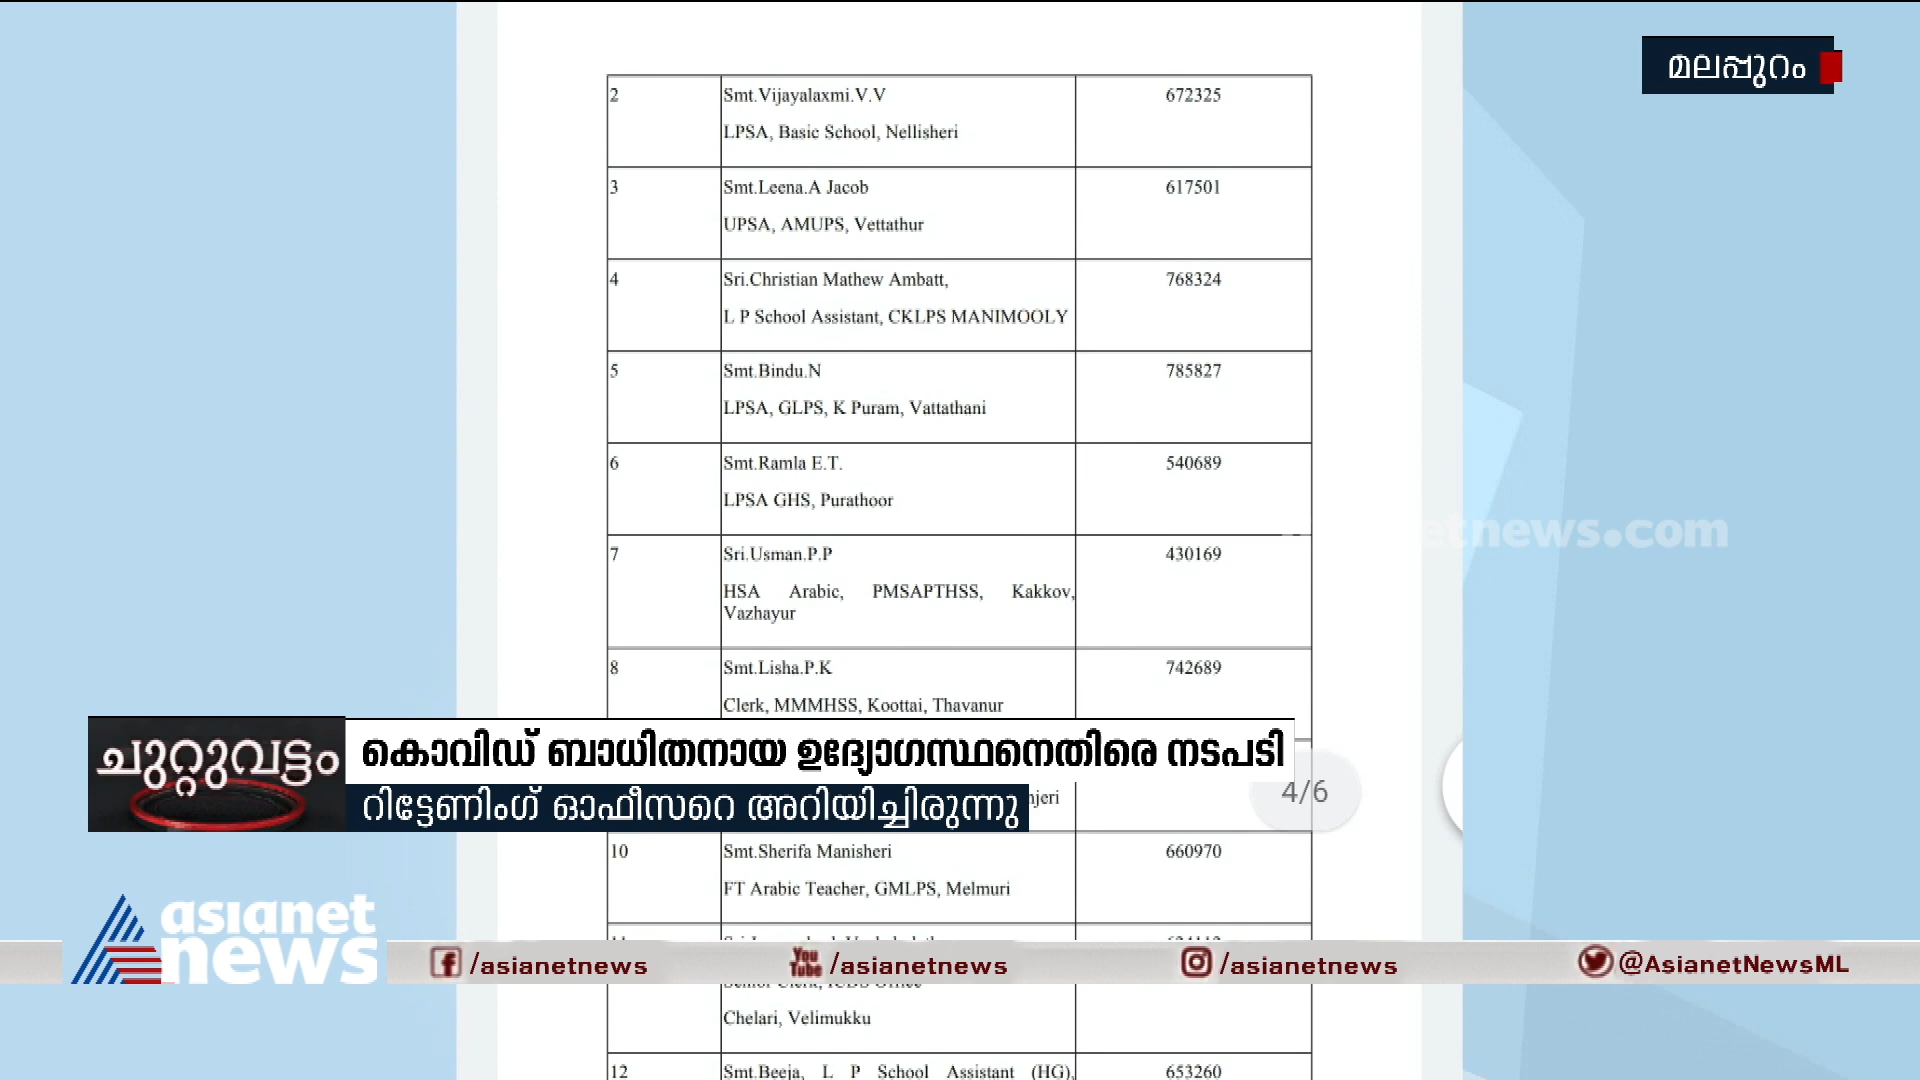 മലപ്പുറം
2 Smt.Vijayalaxmi.V.V 672325
LPSA, Basic School, Nellisheri
3 Smt.Leena.A Jacob 617501
UPSA, AMUPS, Vettathur
4 Sri.Christian Mathew Ambatt, 768324
L P School Assistant, CKLPS MANIMOOLY
5 Smt.Bindu.N 785827
LPSA, GLPS, K Puram, Vattathani
6 Smt.Ramla E.T. 540689
LPSA GHS, Purathoor
etnews.com
7 Sri.Usman.P.P 430169
HSA Arabic, PMSAPTHSS, Kakkov,
Vazhayur
8 Smt.Lisha.P.K 742689
Clerk, MMMHSS, Koottai, Thavanur
ചുറ്റുവട്ടം
കൊവിഡ് ബാധിതനായ ഉദ്യോഗസ്ഥനെതിരെ നടപടി
റിട്ടേണിംഗ് ഓഫീസറെ അറിയിച്ചിരുന്നു
4/6
10 Smt.Sherifa Manisheri 660970
FT Arabic Teacher, GMLPS, Melmuri
asianet
news
/asianetnews
You
Tube
/asianetnews
/asianetnews
@AsianetNewsML
Chelari, Velimukku
12 Smt.Beeja, L P School Assistant (HG), 653260